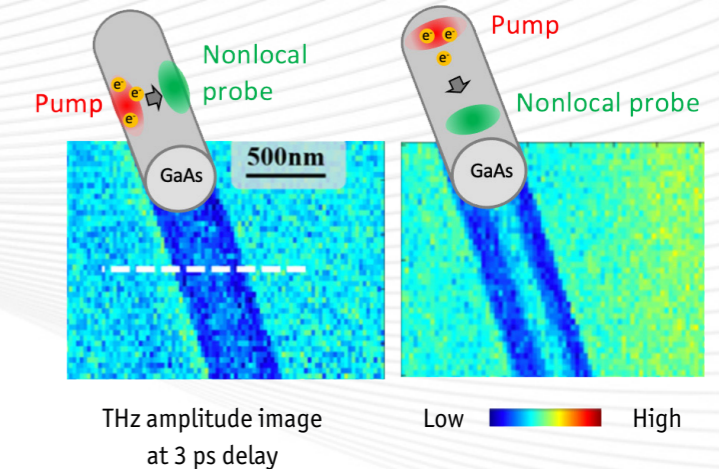 Pump
e⁻ e⁻
e⁻
Nonlocal
probe
e⁻
e⁻
e⁻
Pump
Nonlocal probe
500nm
GaAs
GaAs
THz amplitude image
at 3 ps delay
Low High